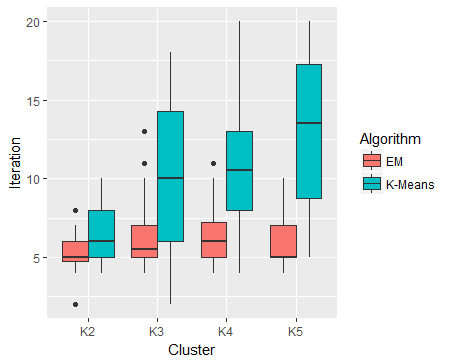 20
15
10
5
Iteration
K2 K3 K4 K5
Cluster
Algorithm
EM
K-Means